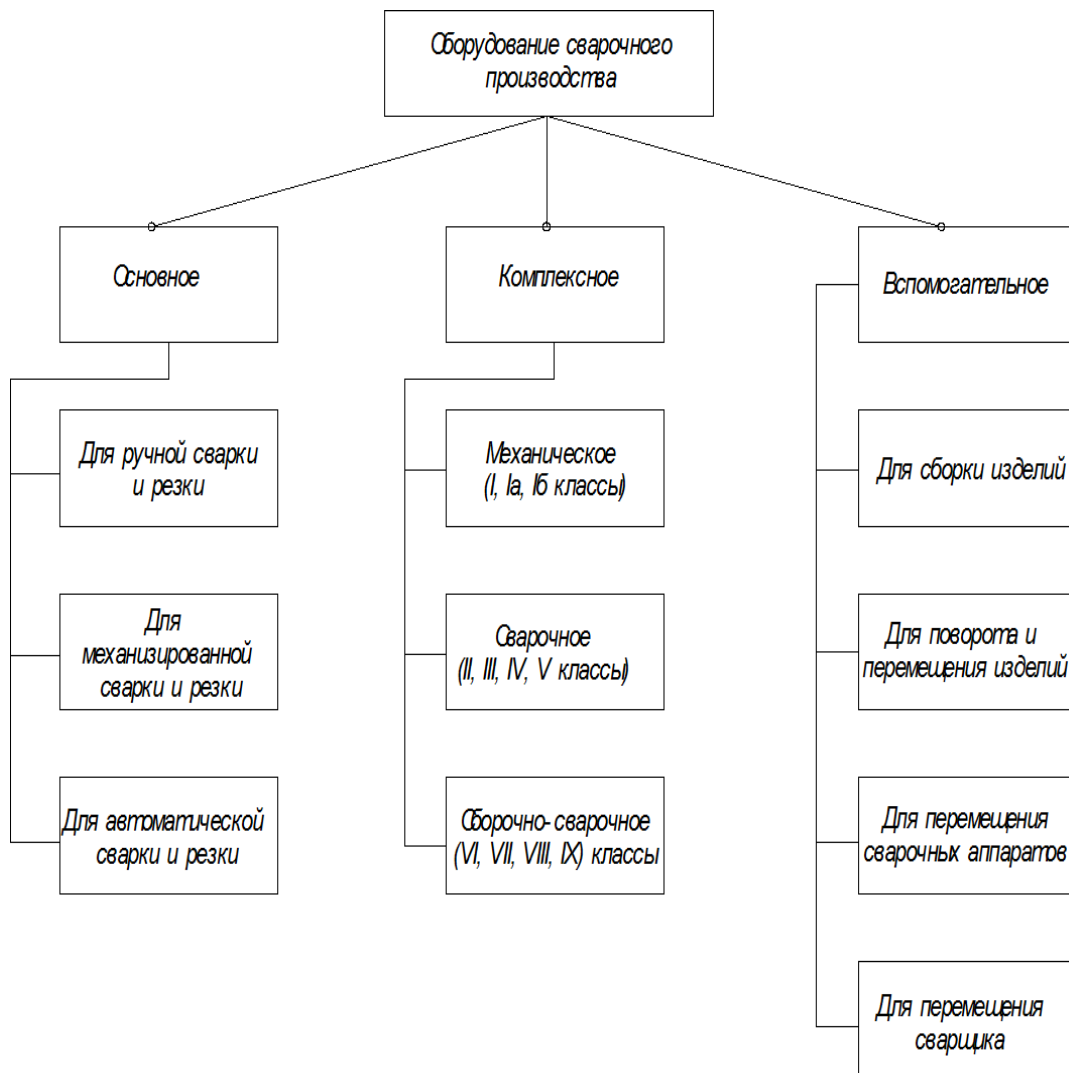 Оборудование сварочного
производства
Основное
Комплексное
Вспомогательное
Для ручной сварки
и резки
Механическое
(I, Iа, Iб классы)
Для сборки изделий
Для
механизированной
сварки и резки
Сварочное
(II, III, IV, V классы)
Для поворота и
перемещения изделий
Для автоматической
сварки и резки
Сборочно-сварочное
(VI, VII, VIII, IX) классы
Для перемещения
сварочных аппаратов
Для перемещения
сварщика